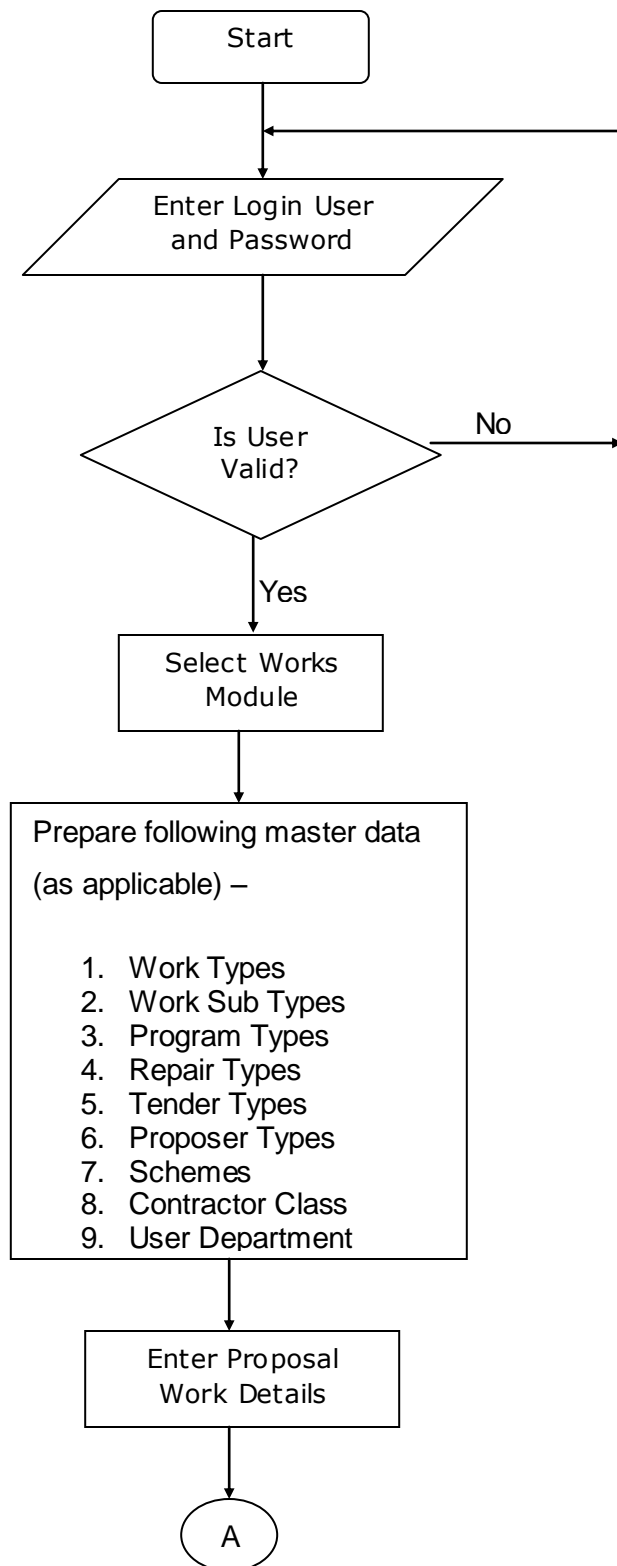 Start
Enter Login User
and Password
Is User
Valid?
No
Yes
Select Works
Module
Prepare following master data
(as applicable) –
1. Work Types
2. Work Sub Types
3. Program Types
4. Repair Types
5. Tender Types
6. Proposer Types
7. Schemes
8. Contractor Class
9. User Department
Enter Proposal
Work Details
A